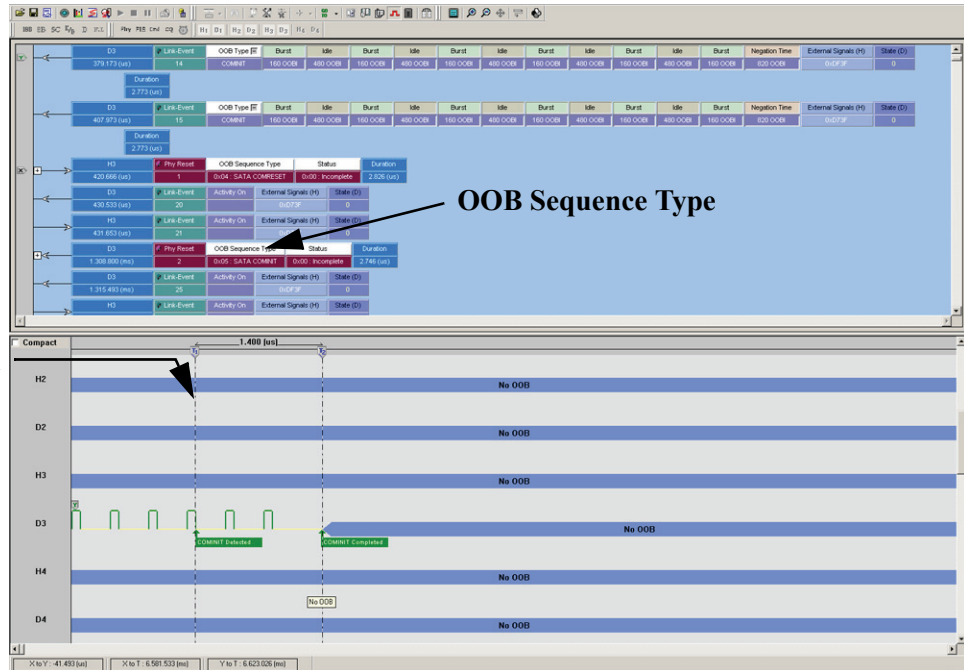 H1 D1 H2 D2 H3 D3 H4 D4
D3 Link-Event OOB Type Burst Idle Burst Idle Burst Idle Burst Idle Burst Idle Burst Negation Time External Signals (H) State (D)
379.173 (us) 14 COMINIT 160 OOBI 480 OOBI 160 OOBI 480 OOBI 160 OOBI 480 OOBI 160 OOBI 480 OOBI 160 OOBI 480 OOBI 160 OOBI 820 OOBI 0xDF3F 0
Duration
2.773 (us)
D3 Link-Event OOB Type Burst Idle Burst Idle Burst Idle Burst Idle Burst Idle Burst Negation Time External Signals (H) State (D)
407.973 (us) 15 COMINIT 160 OOBI 480 OOBI 160 OOBI 480 OOBI 160 OOBI 480 OOBI 160 OOBI 480 OOBI 160 OOBI 480 OOBI 160 OOBI 820 OOBI 0xD73F 0
Duration
2.773 (us)
H3 Phy Reset OOB Sequence Type Status Duration
420.666 (us) 1 0x04 : SATA COMRESET 0x00 : Incomplete 2.826 (us)
D3 Link-Event Activity On External Signals (H) State (D)
430.533 (us) 20 0xD73F 0
H3 Link-Event Activity On External Signals (H) State (D)
431.653 (us) 21
OOB Sequence Type
D3 Phy Reset OOB Sequence Type Status Duration
1.308.800 (ms) 2 0x05 : SATA COMINIT 0x00 : Incomplete 2.746 (us)
D3 Link-Event Activity On External Signals (H) State (D)
1.315.493 (ms) 25 0xDF3F 0
H3 Link-Event Activity On External Signals (H) State (D)
Compact 1.400 (us)
H2 No OOB
D2 No OOB
H3 No OOB
Y
D3 No OOB
COMINIT Detected COMINIT Completed
H4 No OOB
No OOB
D4 No OOB
X to Y : -41.493 (us) X to T : 6.581.533 (ms) Y to T : 6.623.026 (ms)